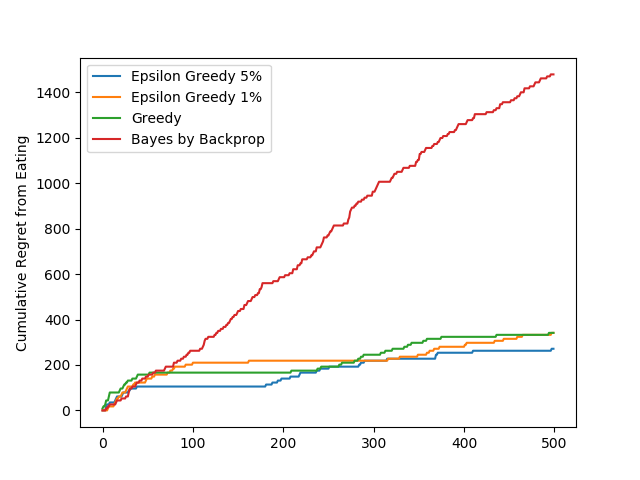 Epsilon Greedy 5%
Epsilon Greedy 1%
Greedy
Bayes by Backprop
Cumulative Regret from Eating
1400
1200
1000
800
600
400
200
0
0 100 200 300 400 500